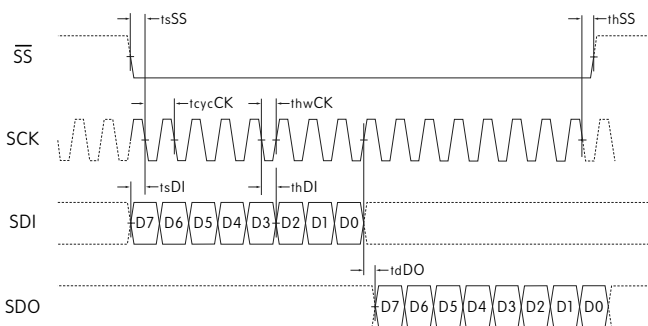 tsSS
thSS
SS
tcycCK
thwCK
SCK
tsDI
thDI
SDI
D7 D6 D5 D4 D3 D2 D1 D0
tdDO
SDO
D7 D6 D5 D4 D3 D2 D1 D0